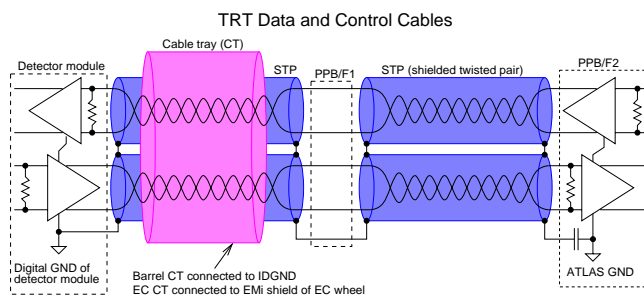 TRT Data and Control Cables
Cable tray (CT)
Detector module
STP
PPB/F1
STP (shielded twisted pair)
PPB/F2
Digital GND of
detector module
Barrel CT connected to IDGND
EC CT connected to EMi shield of EC wheel
ATLAS GND